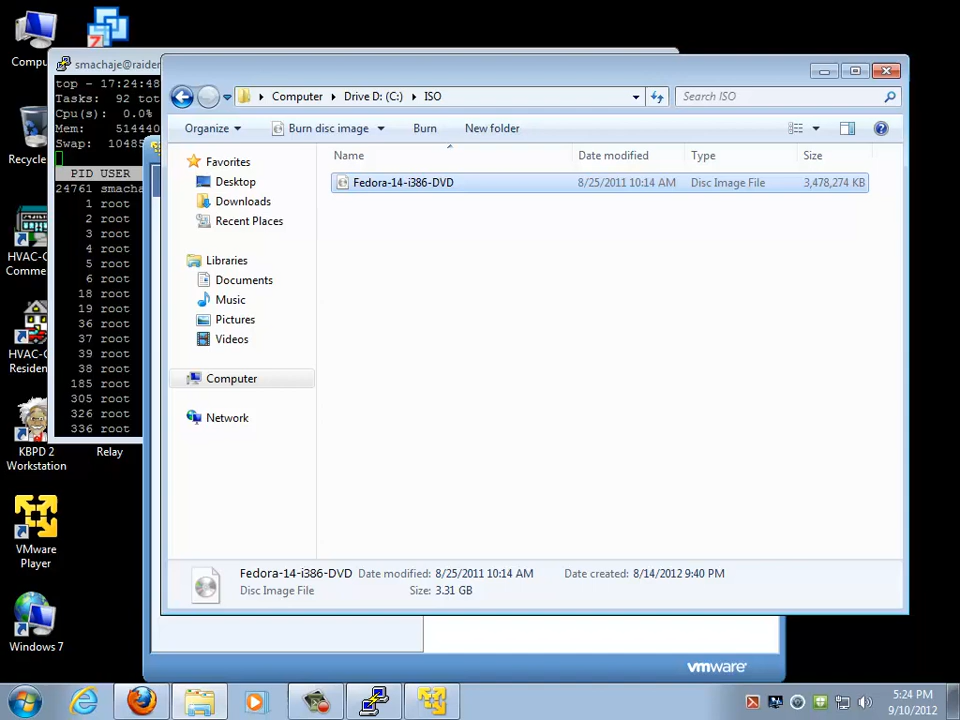 Compu
smachaje@raider
top - 17:24:48
Tasks:  92 tot
Cpu(s):  0.0%
Mem:    514440
Swap:  10485
PID USER
24761 smacha
1 root
2 root
3 root
4 root
5 root
6 root
18 root
19 root
36 root
37 root
39 root
38 root
185 root
305 root
326 root
336 root
Recycle
HVAC-C
Comme
HVAC-C
Residen
KBPD 2
Workstation
Relay
VMware
Player
Windows 7
Computer Drive D: (C:) ISO
Search ISO
Organize Burn disc image Burn New folder
Name Date modified Type Size
Fedora-14-i386-DVD 8/25/2011 10:14 AM Disc Image File 3,478,274 KB
Favorites
Desktop
Downloads
Recent Places
Libraries
Documents
Music
Pictures
Videos
Computer
Network
Fedora-14-i386-DVD Date modified: 8/25/2011 10:14 AM Date created: 8/14/2012 9:40 PM
Disc Image File Size: 3.31 GB
vmware
5:24 PM
9/10/2012